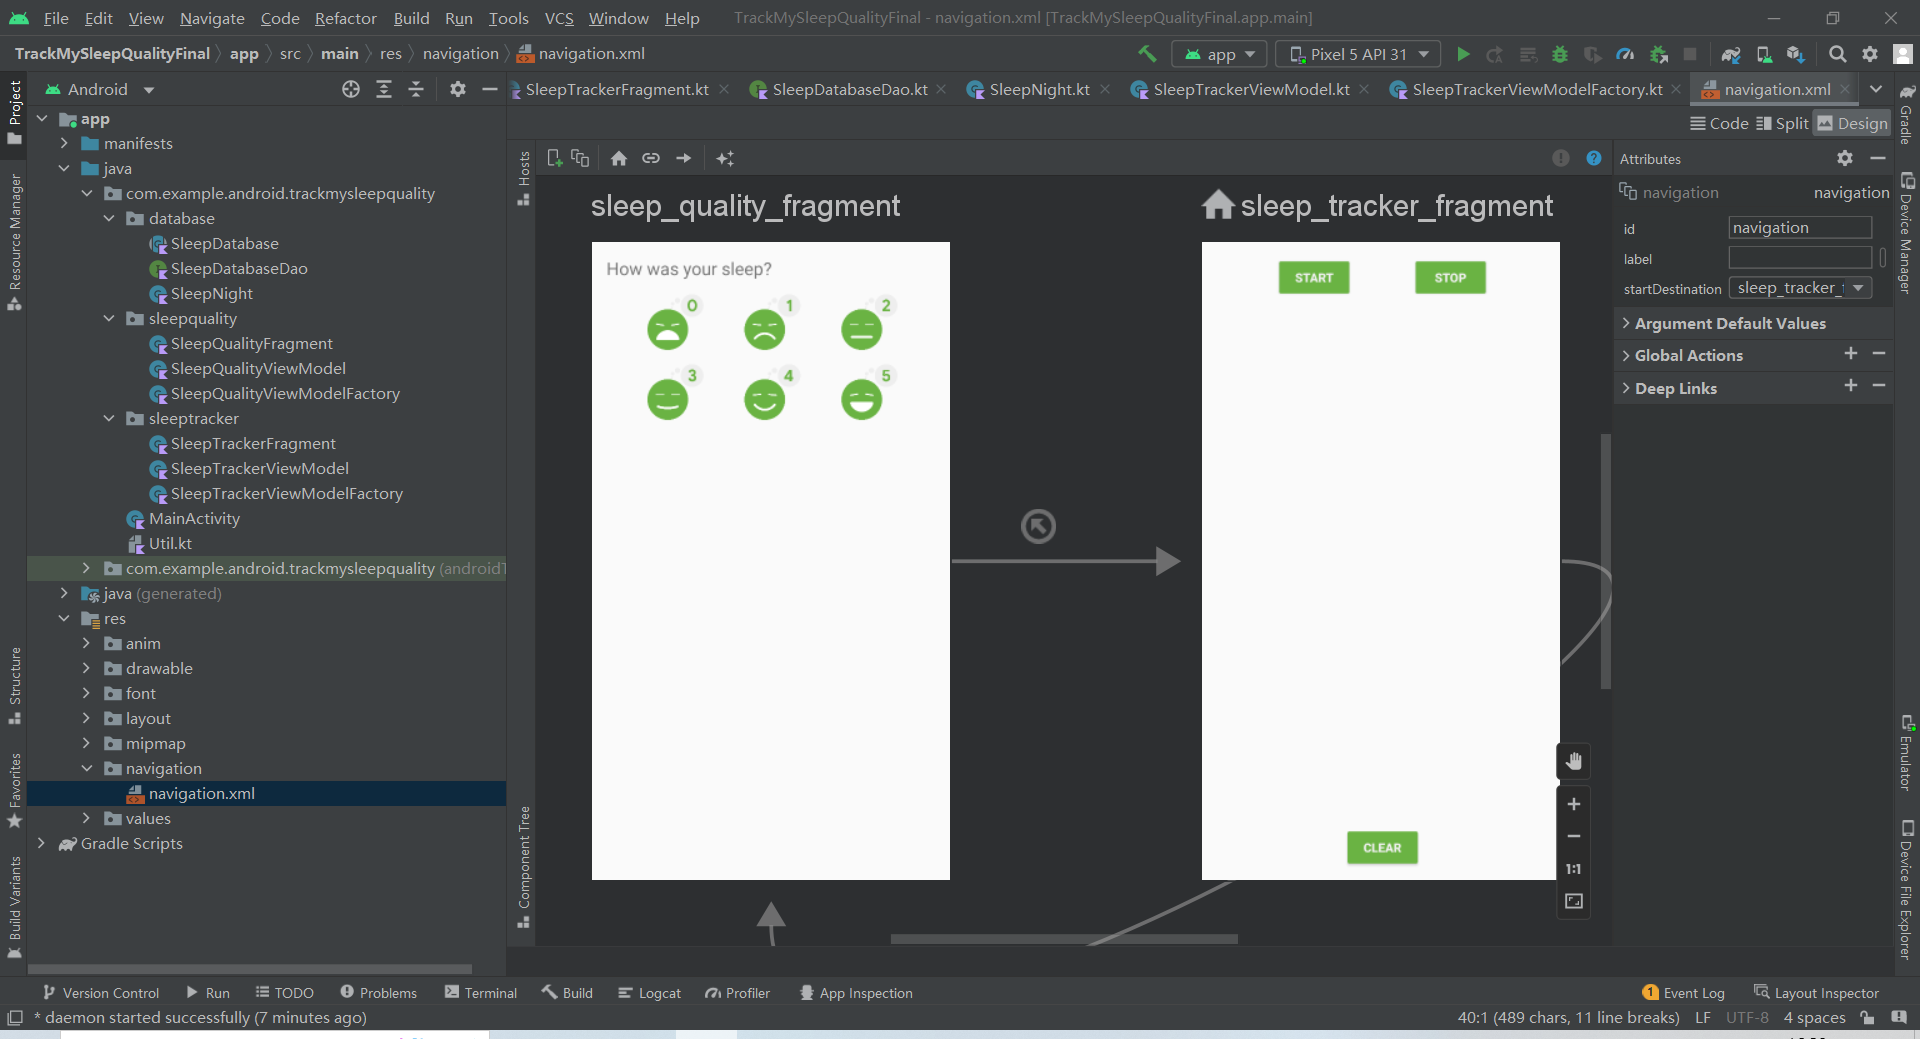 File Edit View Navigate Code Refactor Build Run Tools VCS Window Help TrackMySleepQualityFinal - navigation.xml [TrackMySleepQualityFinal.app.main]
TrackMySleepQualityFinal app src main res navigation navigation.xml app Pixel 5 API 31
Project
Resource Manager
Structure
Favorites
Build Variants
Android
SleepTrackerFragment.kt SleepDatabaseDao.kt SleepNight.kt SleepTrackerViewModel.kt SleepTrackerViewModelFactory.kt navigation.xml
Code Split Design
app
manifests
java
com.example.android.trackmysleepquality
database
SleepDatabase
SleepDatabaseDao
SleepNight
sleepquality
SleepQualityFragment
SleepQualityViewModel
SleepQualityViewModelFactory
sleeptracker
SleepTrackerFragment
SleepTrackerViewModel
SleepTrackerViewModelFactory
MainActivity
Util.kt
com.example.android.trackmysleepquality (androidT
java (generated)
res
anim
drawable
font
layout
mipmap
navigation
navigation.xml
values
Gradle Scripts
Hosts
Component Tree
sleep_quality_fragment
How was your sleep?
0 1 2
3 4 5
sleep_tracker_fragment
START STOP
CLEAR
1:1
Attributes
navigation navigation
id navigation
label
startDestination sleep_tracker_f
Argument Default Values
Global Actions
Deep Links
Gradle
Device Manager
Emulator
Device File Explorer
Version Control Run TODO Problems Terminal Build Logcat Profiler App Inspection 1 Event Log Layout Inspector
* daemon started successfully (7 minutes ago) 40:1 (489 chars, 11 line breaks) LF UTF-8 4 spaces